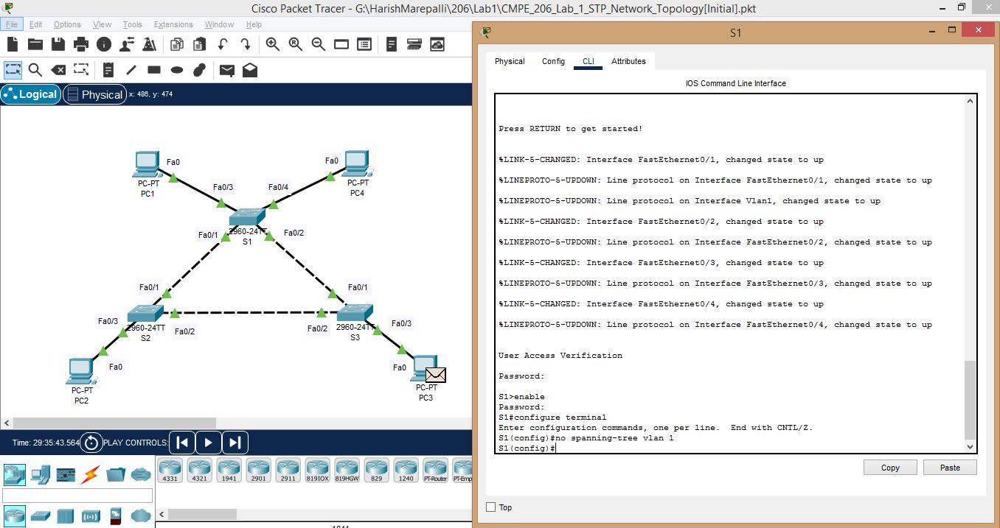 Cisco Packet Tracer - G:\HarishMarepalli\206\Lab1\CMPE_206_Lab_1_STP_Network_Topology[Initial].pkt
File Edit Options View Tools Extensions Window Help
Logical
Physical
x: 486, y: 474
Fa0
PC-PT
PC1
Fa0
PC-PT
PC4
Fa0/3
Fa0/4
2960-24TT
S1
Fa0/1
Fa0/2
Fa0/1
Fa0/1
Fa0/3
2960-24TT
S2
Fa0/2
Fa0/2
2960-24TT
S3
Fa0/3
Fa0
PC-PT
PC2
Fa0
PC-PT
PC3
Time: 29:35:43.564
PLAY CONTROLS:
4331
4321
1941
2901
2911
819IOX
819HGW
829
1240
PT-Router
PT-Emp
1841
S1
Physical Config CLI Attributes
IOS Command Line Interface
Press RETURN to get started!
%LINK-5-CHANGED: Interface FastEthernet0/1, changed state to up
%LINEPROTO-5-UPDOWN: Line protocol on Interface FastEthernet0/1, changed state to up
%LINEPROTO-5-UPDOWN: Line protocol on Interface Vlan1, changed state to up
%LINK-5-CHANGED: Interface FastEthernet0/2, changed state to up
%LINEPROTO-5-UPDOWN: Line protocol on Interface FastEthernet0/2, changed state to up
%LINK-5-CHANGED: Interface FastEthernet0/3, changed state to up
%LINEPROTO-5-UPDOWN: Line protocol on Interface FastEthernet0/3, changed state to up
%LINK-5-CHANGED: Interface FastEthernet0/4, changed state to up
%LINEPROTO-5-UPDOWN: Line protocol on Interface FastEthernet0/4, changed state to up
User Access Verification
Password:
S1>enable
Password:
S1#configure terminal
Enter configuration commands, one per line.  End with CNTL/Z.
S1(config)#no spanning-tree vlan 1
S1(config)#
Copy
Paste
Top